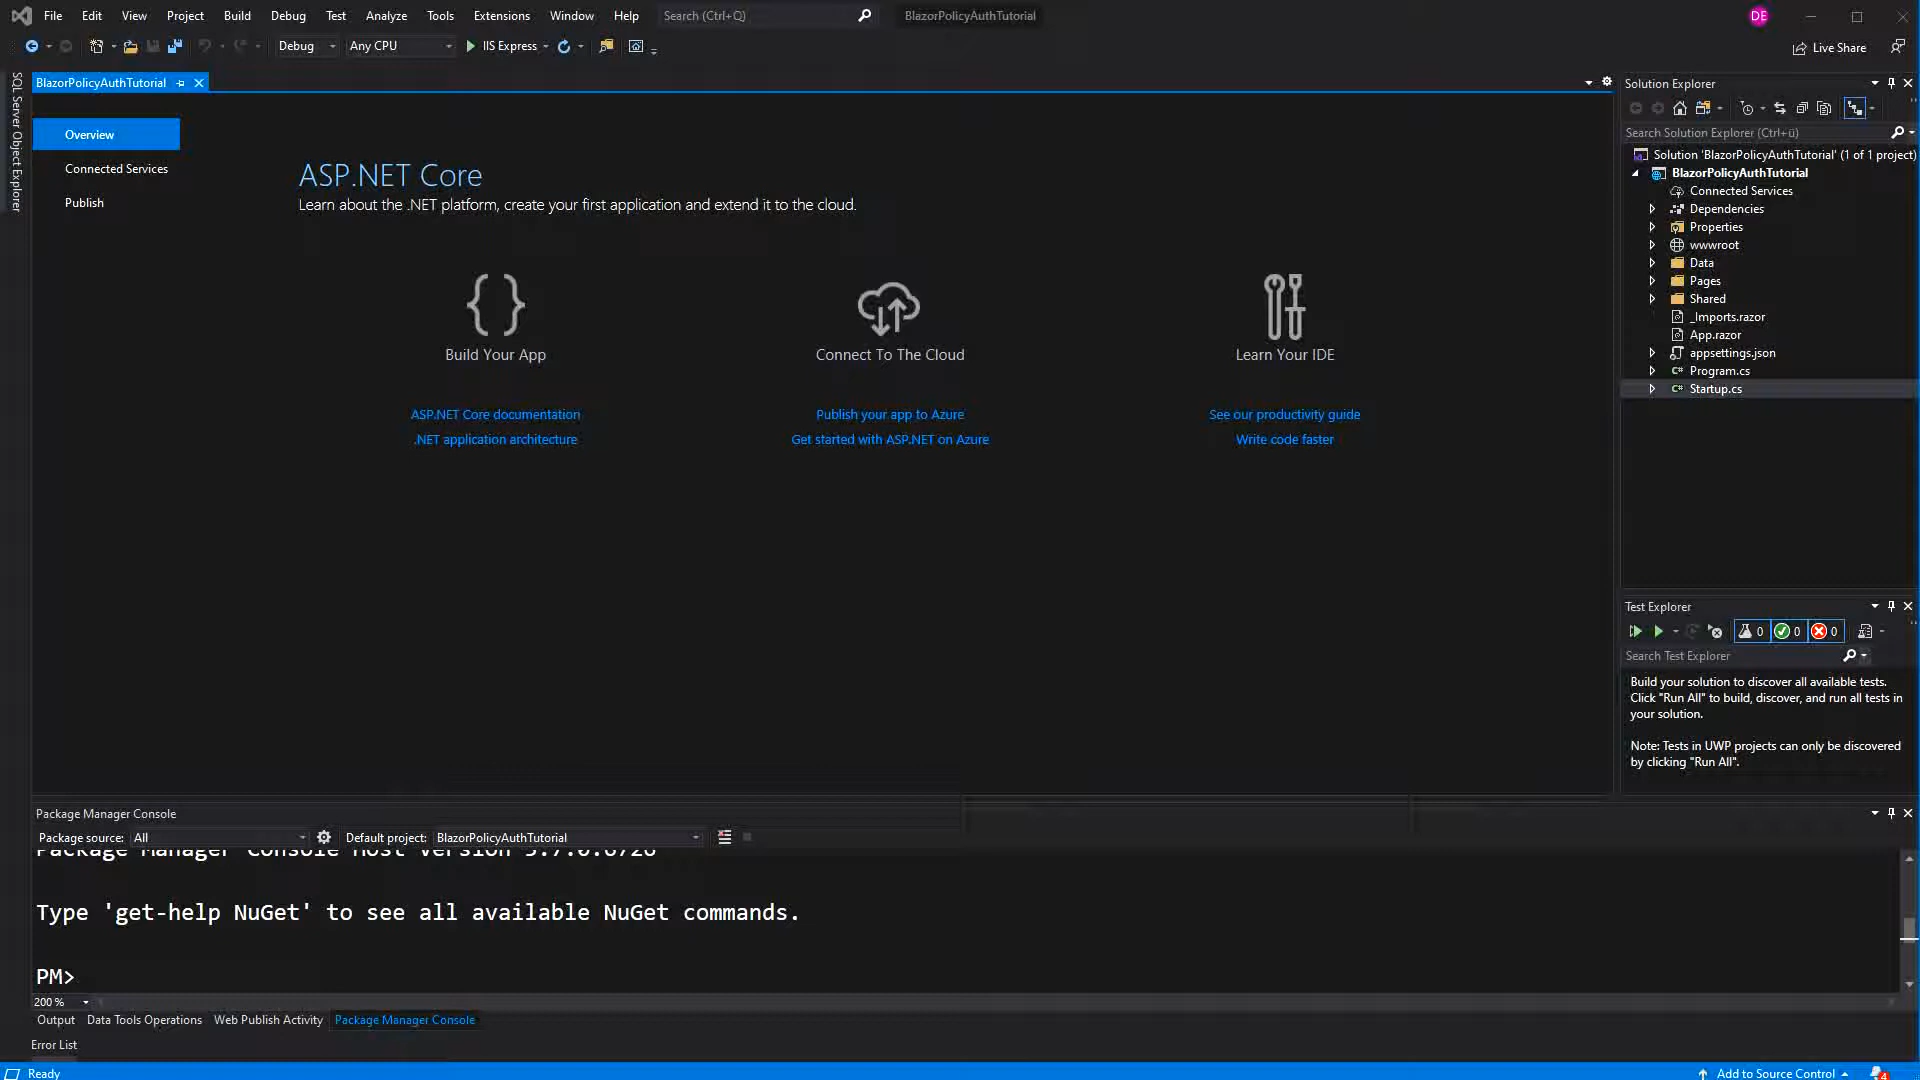 File Edit View Project Build Debug Test Analyze Tools Extensions Window Help Search (Ctrl+Q) BlazorPolicyAuthTutorial DE
Debug Any CPU IIS Express Live Share
SQL Server Object Explorer
BlazorPolicyAuthTutorial
Overview
Connected Services
Publish
ASP.NET Core
Learn about the .NET platform, create your first application and extend it to the cloud.
Build Your App
ASP.NET Core documentation
.NET application architecture
Connect To The Cloud
Publish your app to Azure
Get started with ASP.NET on Azure
Learn Your IDE
See our productivity guide
Write code faster
Solution Explorer
Search Solution Explorer (Ctrl+ü)
Solution 'BlazorPolicyAuthTutorial' (1 of 1 project)
BlazorPolicyAuthTutorial
Connected Services
Dependencies
Properties
wwwroot
Data
Pages
Shared
_Imports.razor
App.razor
appsettings.json
C# Program.cs
C# Startup.cs
Test Explorer
0 0 0
Search Test Explorer
Build your solution to discover all available tests.
Click "Run All" to build, discover, and run all tests in
your solution.
Note: Tests in UWP projects can only be discovered
by clicking "Run All".
Package Manager Console
Package source: All Default project: BlazorPolicyAuthTutorial
Package Manager Console Host Version 5.7.0.6726
Type 'get-help NuGet' to see all available NuGet commands.
PM>
200 %
Output Data Tools Operations Web Publish Activity Package Manager Console
Error List
Ready Add to Source Control 4